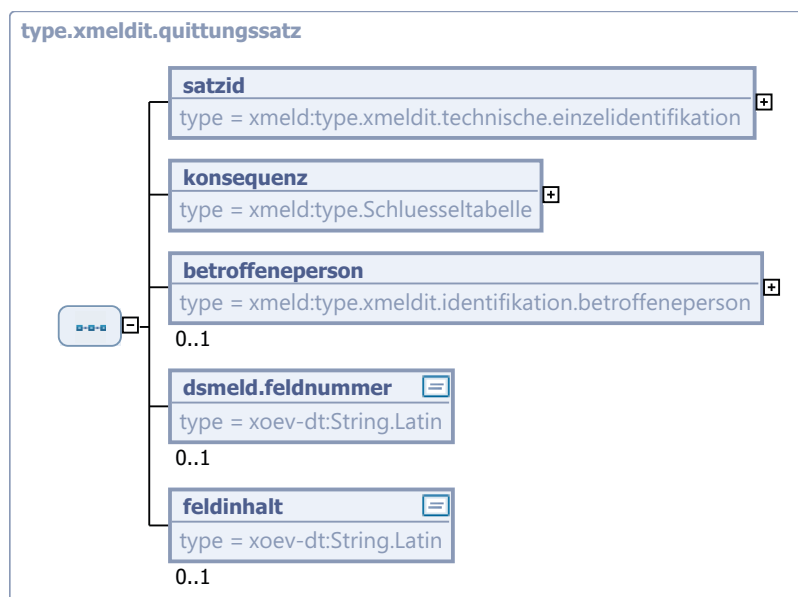 type.xmeldit.quittungssatz
satzid
type = xmeld:type.xmeldit.technische.einzelidentifikation
konsequenz
type = xmeld:type.Schluesseltabelle
betroffeneperson
type = xmeld:type.xmeldit.identifikation.betroffeneperson
0..1
dsmeld.feldnummer
type = xoev-dt:String.Latin
0..1
feldinhalt
type = xoev-dt:String.Latin
0..1